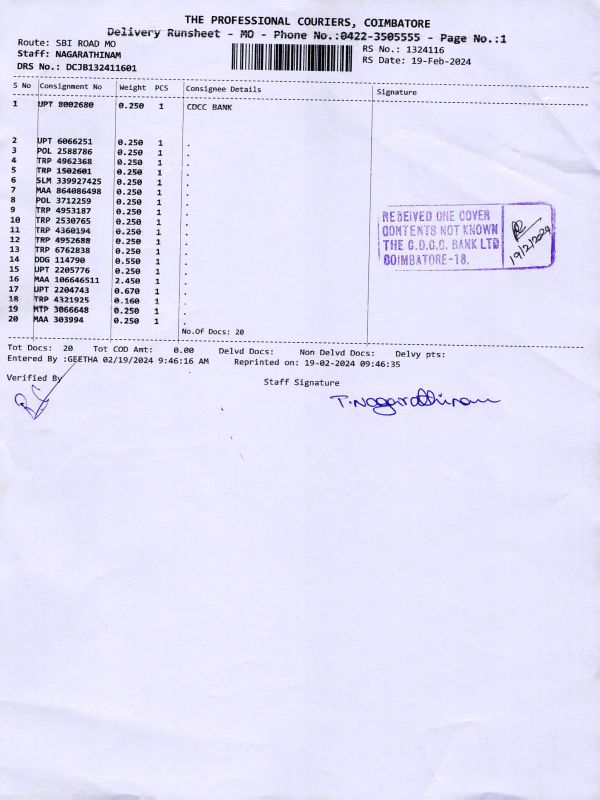 THE PROFESSIONAL COURIERS, COIMBATORE
Delivery Runsheet - MO - Phone No.:0422-3505555 - Page No.:1
Route: SBI ROAD MO
RS No.: 1324116
Staff: NAGARATHINAM
RS Date: 19-Feb-2024
DRS No.: DCJB132411601
S No Consignment No Weight PCS Consignee Details Signature
1 UPT 8002680 0.250 1 CDCC BANK
2 UPT 6066251 0.250 1 .
3 POL 2588786 0.250 1 .
4 TRP 4962368 0.250 1 .
5 TRP 1502601 0.250 1 .
6 SLM 339927425 0.250 1 .
7 MAA 864086498 0.250 1 .
8 POL 3712259 0.250 1 .
9 TRP 4953187 0.250 1 .
10 TRP 2530765 0.250 1 .
11 TRP 4360194 0.250 1 .
12 TRP 4952688 0.250 1 .
13 TRP 6762838 0.250 1 .
14 DDG 114790 0.550 1 .
15 UPT 2205776 0.250 1 .
16 MAA 106646511 2.450 1 .
17 UPT 2204743 0.670 1 .
18 TRP 4321925 0.160 1 .
19 MTP 3066648 0.250 1 .
20 MAA 303994 0.250 1 .
RECEIVED ONE COVER
CONTENTS NOT KNOWN
THE C.D.C.C. BANK LTD
COIMBATORE-18.
19/2/2024
No.Of Docs: 20
Tot Docs: 20 Tot COD Amt: 0.00 Delvd Docs: Non Delvd Docs: Delvy pts:
Entered By :GEETHA 02/19/2024 9:46:16 AM Reprinted on: 19-02-2024 09:46:35
Verified By
Staff Signature
T.Nagarathinam